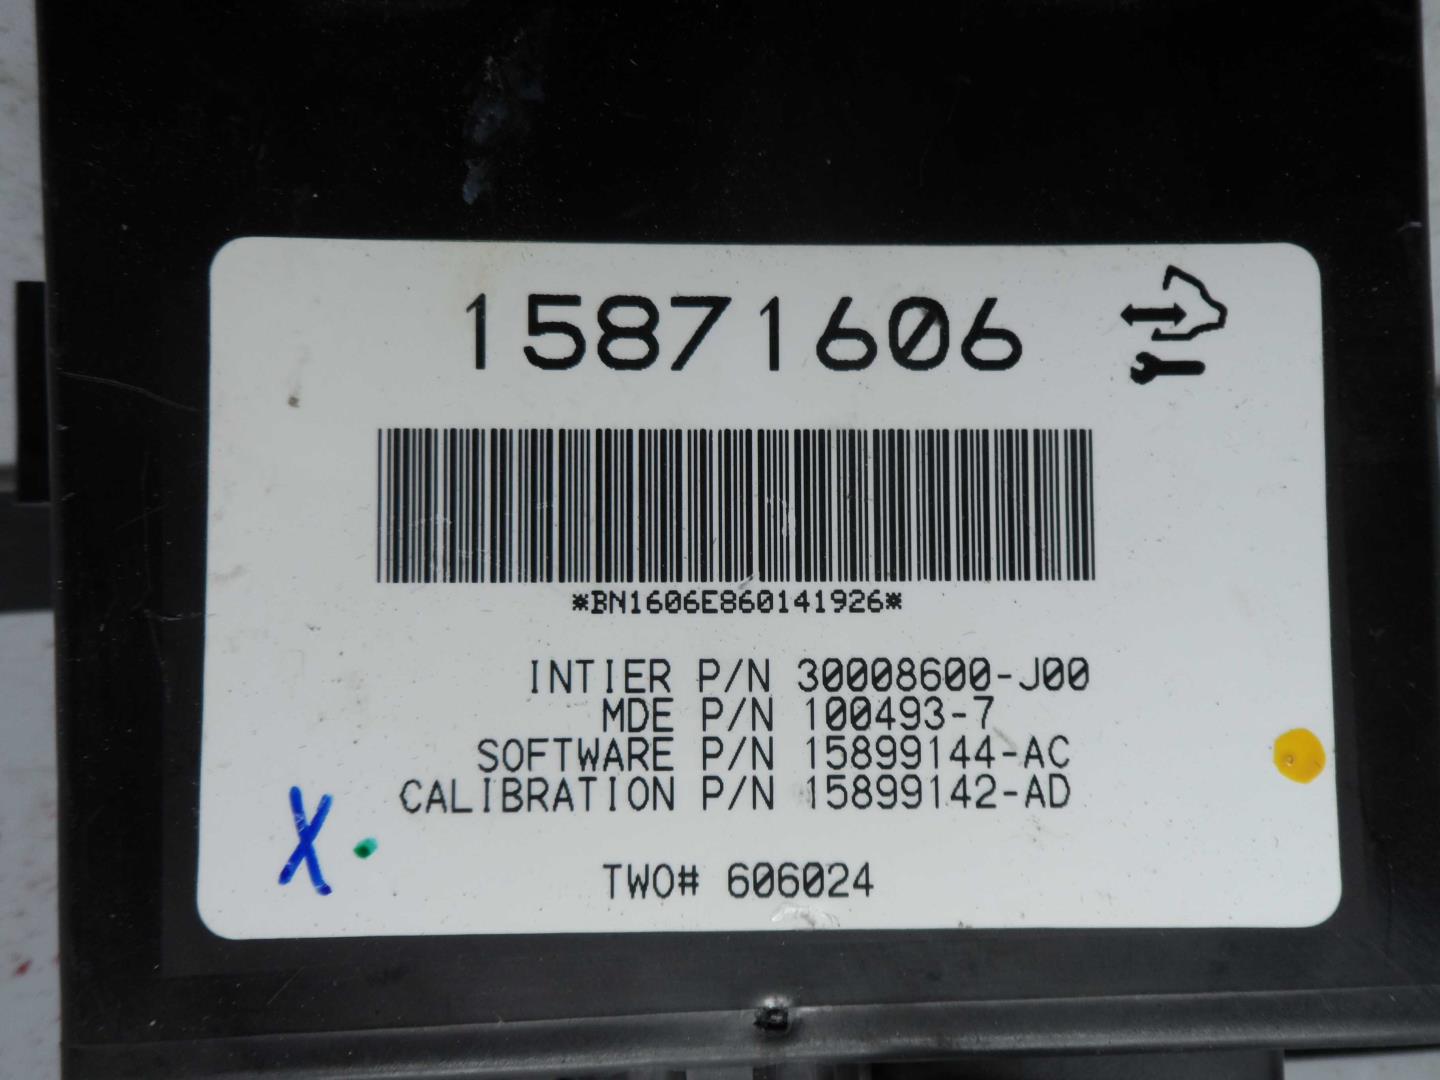 15871606
*BN1606E860141926*
INTIER P/N 30008600-J00
MDE P/N 100493-7
SOFTWARE P/N 15899144-AC
CALIBRATION P/N 15899142-AD
X.
TWO# 606024